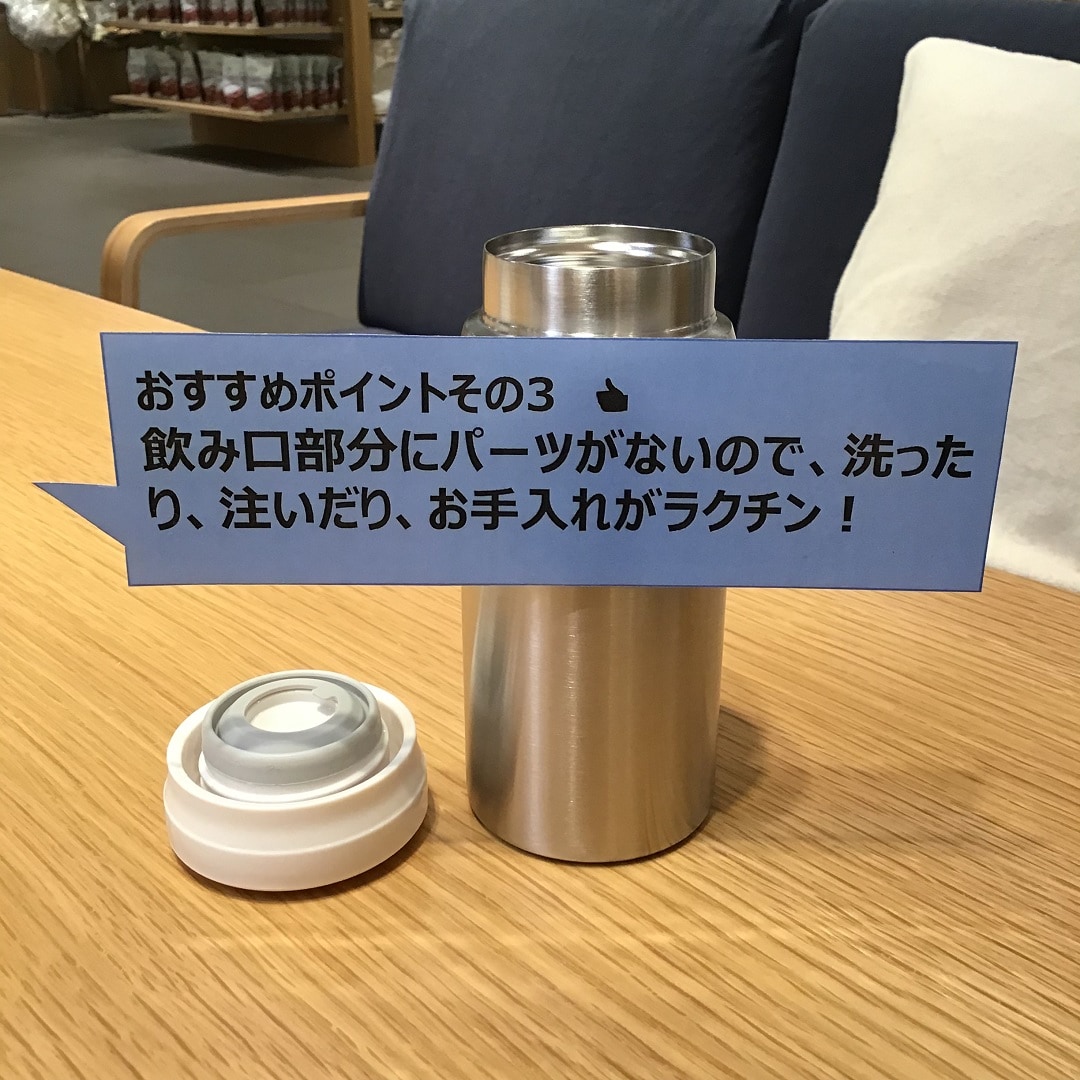 おすすめポイントその3
飲み口部分にパーツがないので、洗った
り、注いだり、お手入れがラクチン！